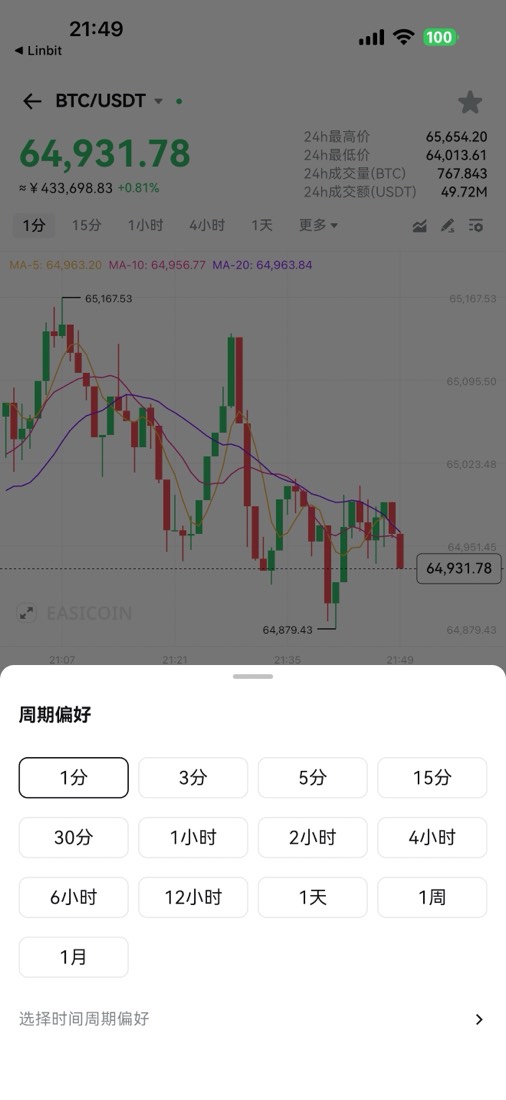 21:49
100
◀ Linbit
BTC/USDT
64,931.78
≈¥433,698.83 +0.81%
24h最高价 65,654.20
24h最低价 64,013.61
24h成交量(BTC) 767.843
24h成交额(USDT) 49.72M
1分 15分 1小时 4小时 1天 更多
MA-5: 64,963.20 MA-10: 64,956.77 MA-20: 64,963.84
65,167.53
65,167.53
65,095.50
65,023.48
64,951.45
64,931.78
EASICOIN
64,879.43
64,879.43
21:07 21:21 21:35 21:49
周期偏好
1分 3分 5分 15分
30分 1小时 2小时 4小时
6小时 12小时 1天 1周
1月
选择时间周期偏好